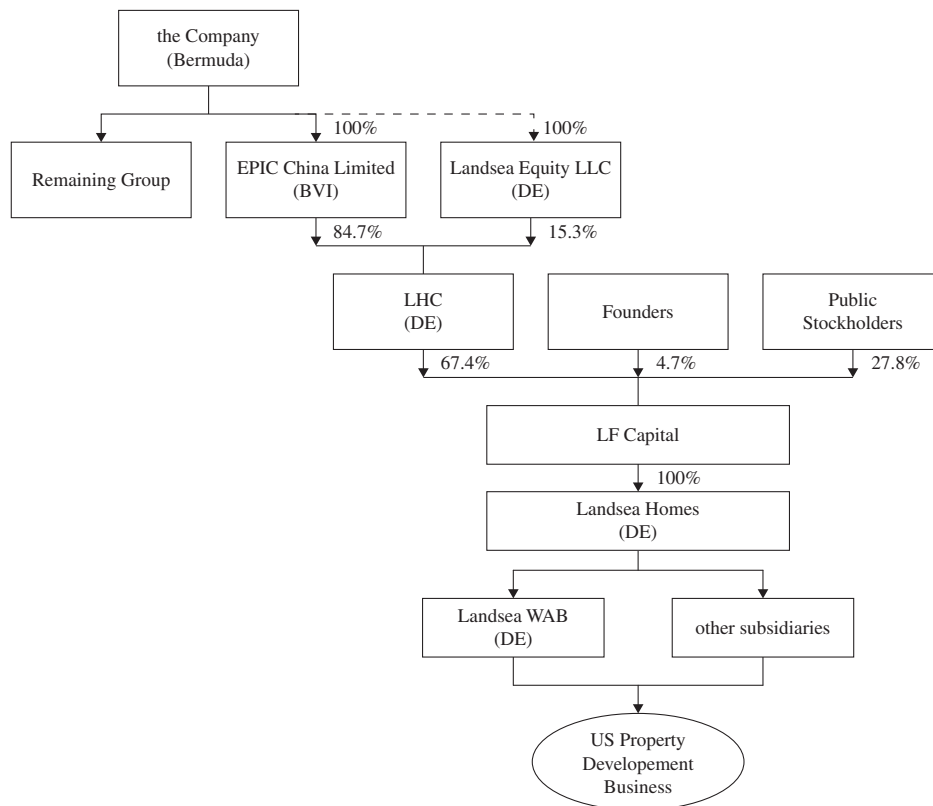 the Company
(Bermuda)
100%
100%
Remaining Group
EPIC China Limited
(BVI)
Landsea Equity LLC
(DE)
84.7%
15.3%
LHC
(DE)
Founders
Public
Stockholders
67.4%
4.7%
27.8%
LF Capital
100%
Landsea Homes
(DE)
Landsea WAB
(DE)
other subsidiaries
US Property
Developement
Business